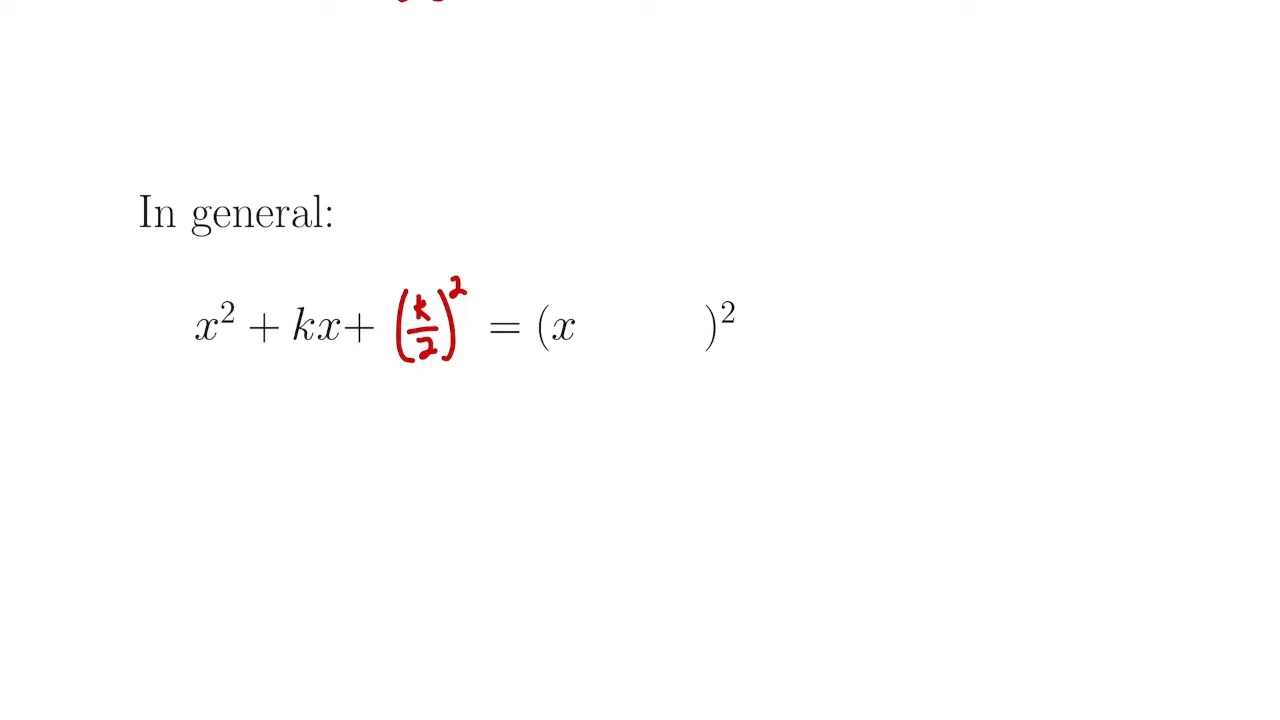 In general:
x² + kx+ (k/2)² = (x )²